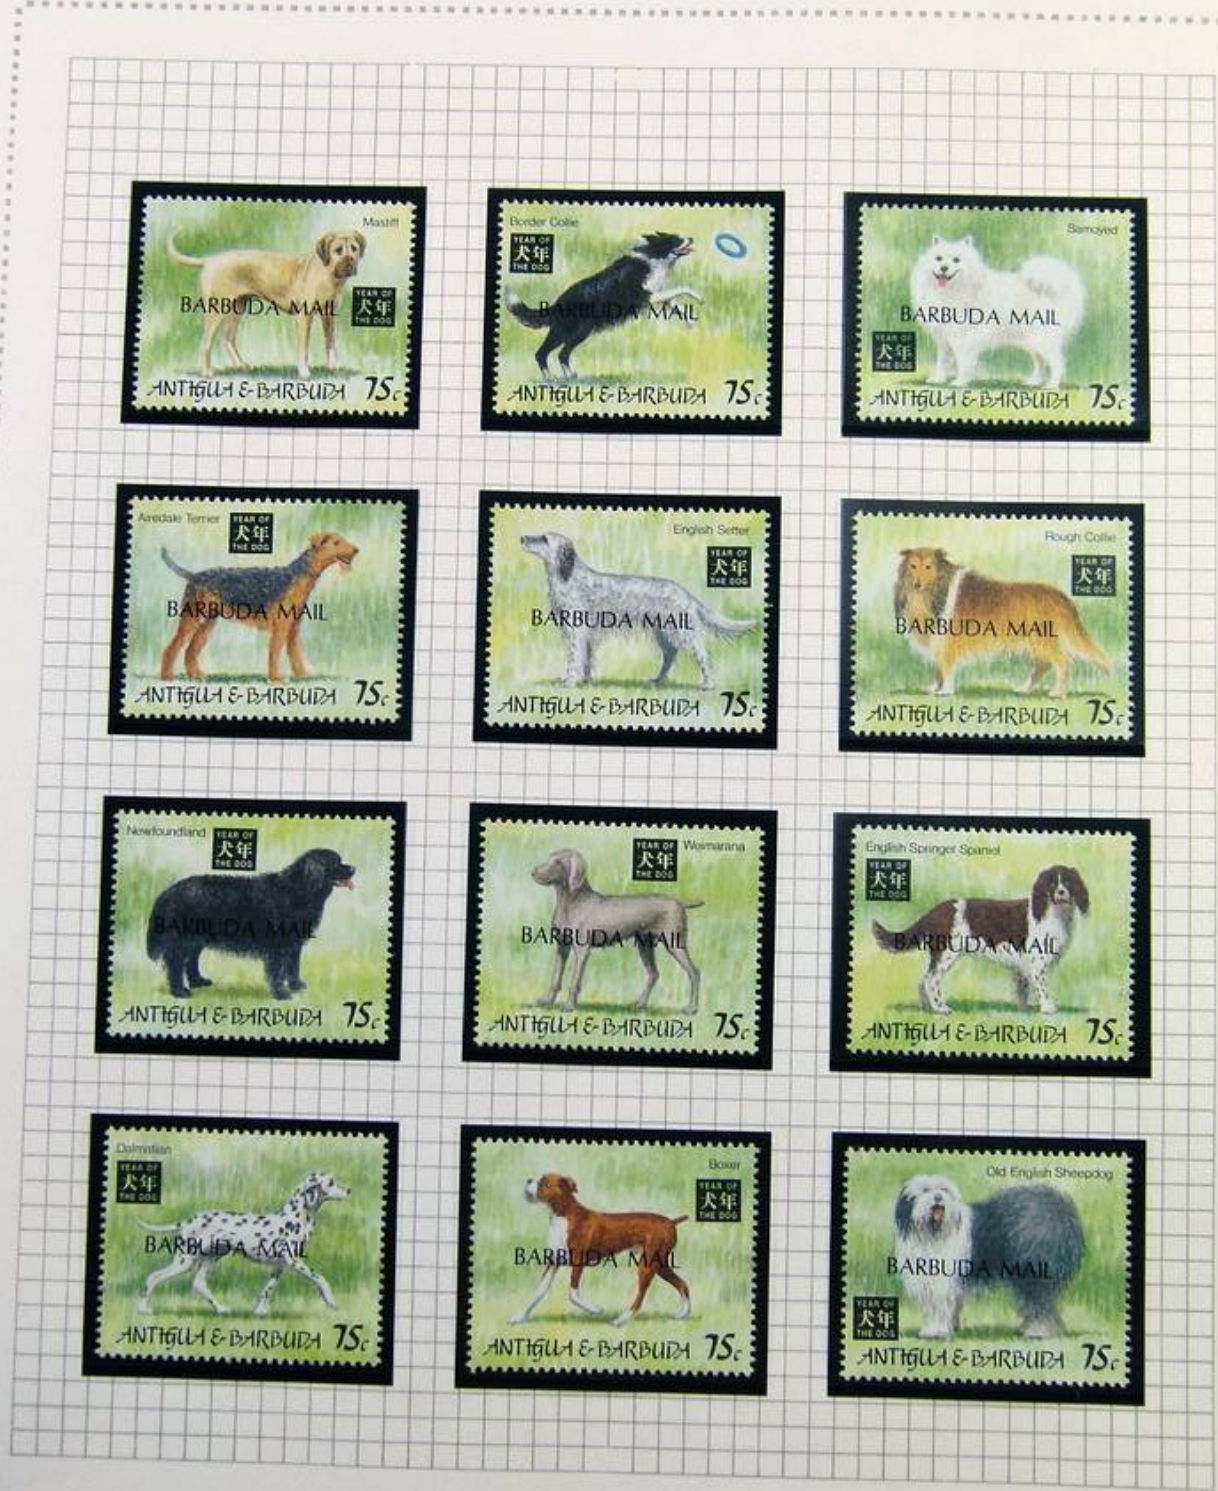 Mastiff
YEAR OF
犬年
THE DOG
BARBUDA MAIL
ANTIGUA & BARBUDA 75c
Border Collie
YEAR OF
犬年
THE DOG
BARBUDA MAIL
ANTIGUA & BARBUDA 75c
Samoyed
BARBUDA MAIL
YEAR OF
犬年
THE DOG
ANTIGUA & BARBUDA 75c
Airedale Terrier
YEAR OF
犬年
THE DOG
BARBUDA MAIL
ANTIGUA & BARBUDA 75c
English Setter
YEAR OF
犬年
THE DOG
BARBUDA MAIL
ANTIGUA & BARBUDA 75c
Rough Collie
YEAR OF
犬年
THE DOG
BARBUDA MAIL
ANTIGUA & BARBUDA 75c
Newfoundland
YEAR OF
犬年
THE DOG
BARBUDA MAIL
ANTIGUA & BARBUDA 75c
Weimarana
YEAR OF
犬年
THE DOG
BARBUDA MAIL
ANTIGUA & BARBUDA 75c
English Springer Spaniel
YEAR OF
犬年
THE DOG
BARBUDA MAIL
ANTIGUA & BARBUDA 75c
Dalmatian
YEAR OF
犬年
THE DOG
BARBUDA MAIL
ANTIGUA & BARBUDA 75c
Boxer
YEAR OF
犬年
THE DOG
BARBUDA MAIL
ANTIGUA & BARBUDA 75c
Old English Sheepdog
BARBUDA MAIL
YEAR OF
犬年
THE DOG
ANTIGUA & BARBUDA 75c